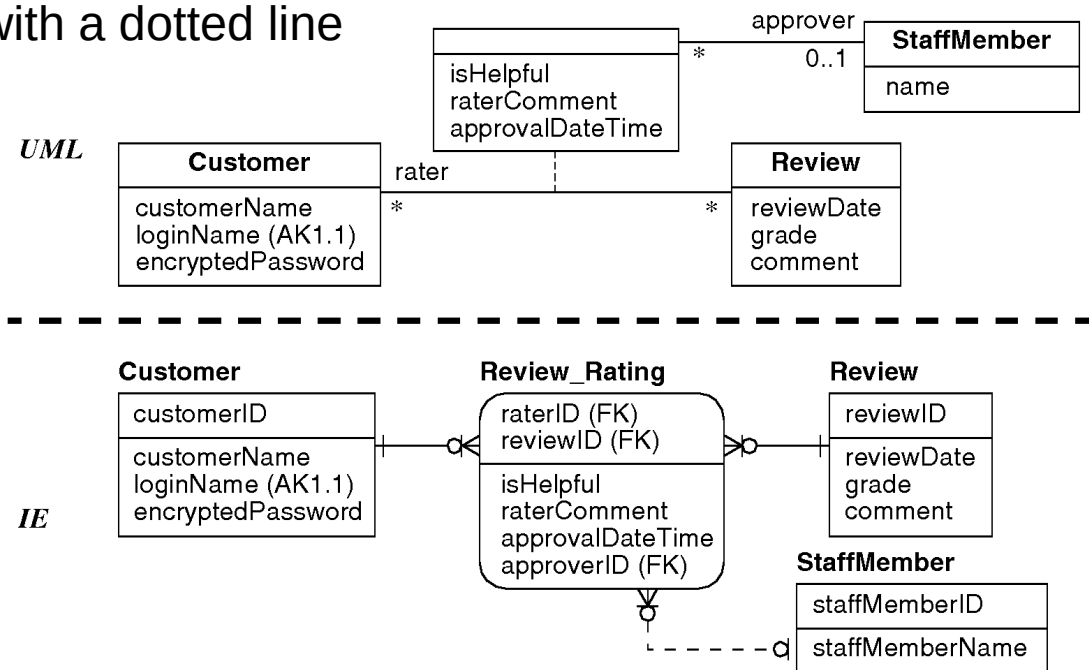 with a dotted line
approver
StaffMember
*
0..1
name
isHelpful
raterComment
approvalDateTime
UML
Customer
rater
*
*
customerName
loginName (AK1.1)
encryptedPassword
Review
reviewDate
grade
comment
Customer
customerID
customerName
loginName (AK1.1)
encryptedPassword
Review_Rating
raterID (FK)
reviewID (FK)
isHelpful
raterComment
approvalDateTime
approverID (FK)
Review
reviewID
reviewDate
grade
comment
IE
StaffMember
staffMemberID
staffMemberName